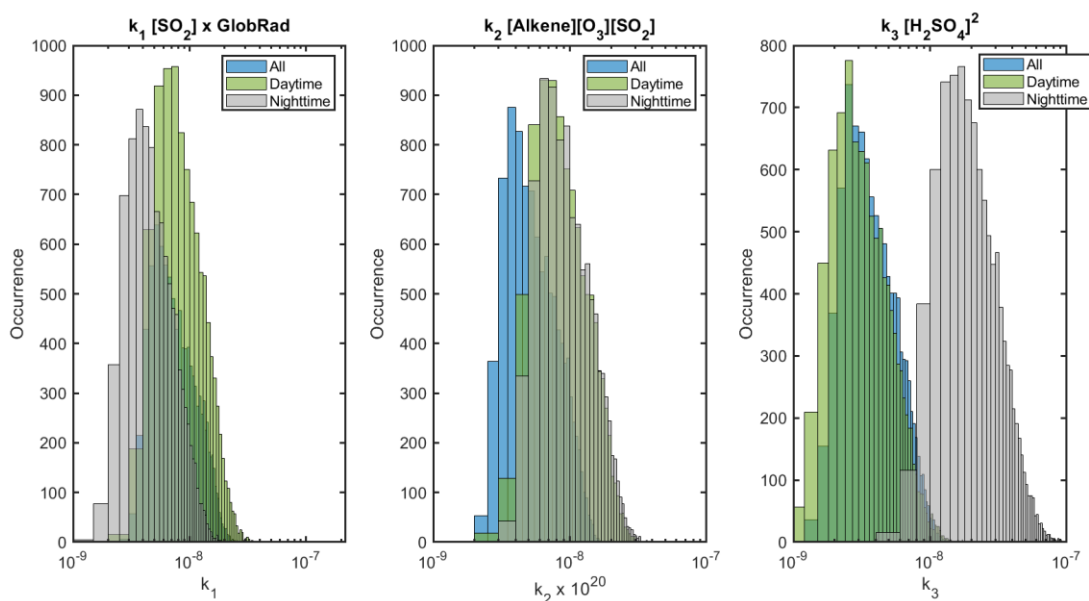 k₁ [SO₂] x GlobRad
1000
900
800
700
600
500
400
300
200
100
0
Occurrence
All
Daytime
Nighttime
10⁻⁹
10⁻⁸
10⁻⁷
k₁
k₂ [Alkene][O₃][SO₂]
1000
900
800
700
600
500
400
300
200
100
0
Occurrence
All
Daytime
Nighttime
10⁻⁹
10⁻⁸
10⁻⁷
k₂ x 10²⁰
k₃ [H₂SO₄]²
800
700
600
500
400
300
200
100
0
Occurrence
All
Daytime
Nighttime
10⁻⁹
10⁻⁸
10⁻⁷
k₃